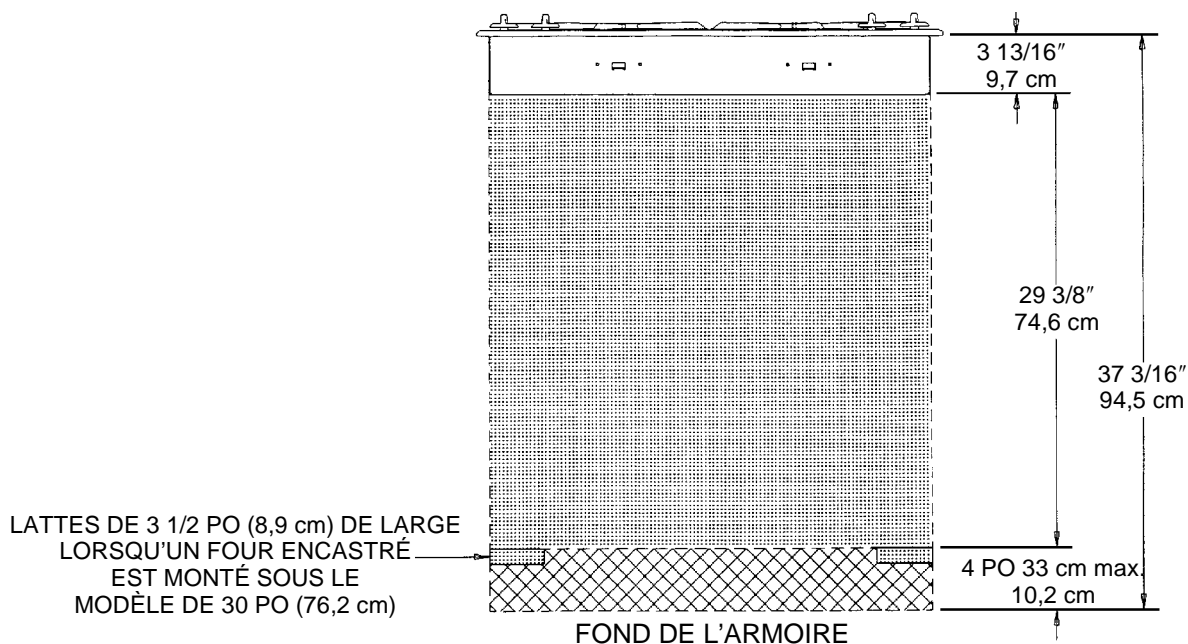 3 13/16″
9,7 cm
29 3/8″
74,6 cm
37 3/16″
94,5 cm
LATTES DE 3 1/2 PO (8,9 cm) DE LARGE
LORSQU’UN FOUR ENCASTRÉ
EST MONTÉ SOUS LE
MODÈLE DE 30 PO (76,2 cm)
4 PO 33 cm max.
10,2 cm
FOND DE L’ARMOIRE